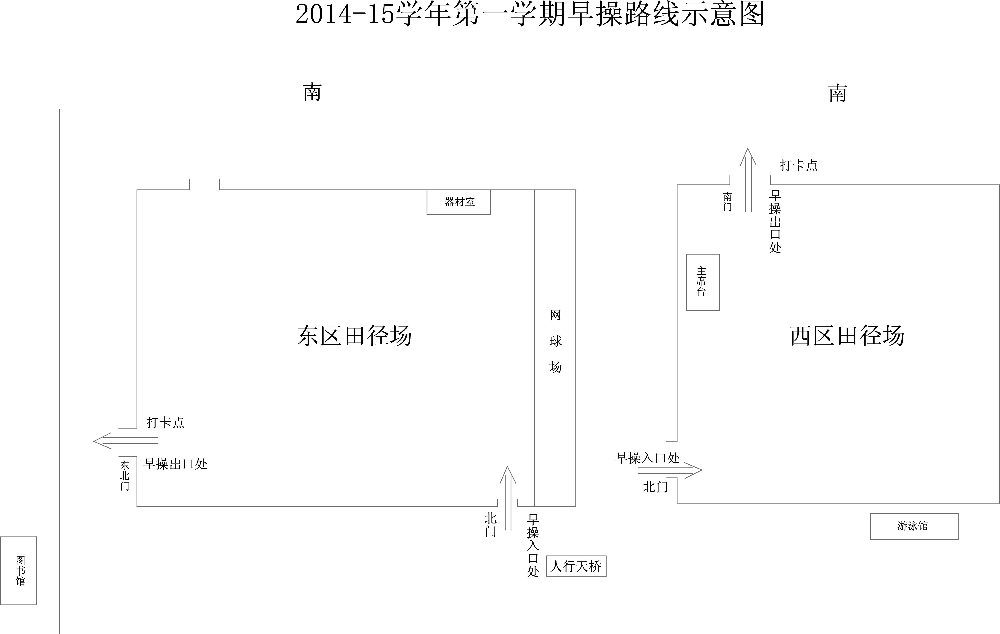 2014-15学年第一学期早操路线示意图
南
南
打卡点
南门
早操出口处
器材室
主席台
网球场
东区田径场
西区田径场
打卡点
早操出口处
东北门
早操入口处
北门
北门
早操入口处
人行天桥
游泳馆
图书馆